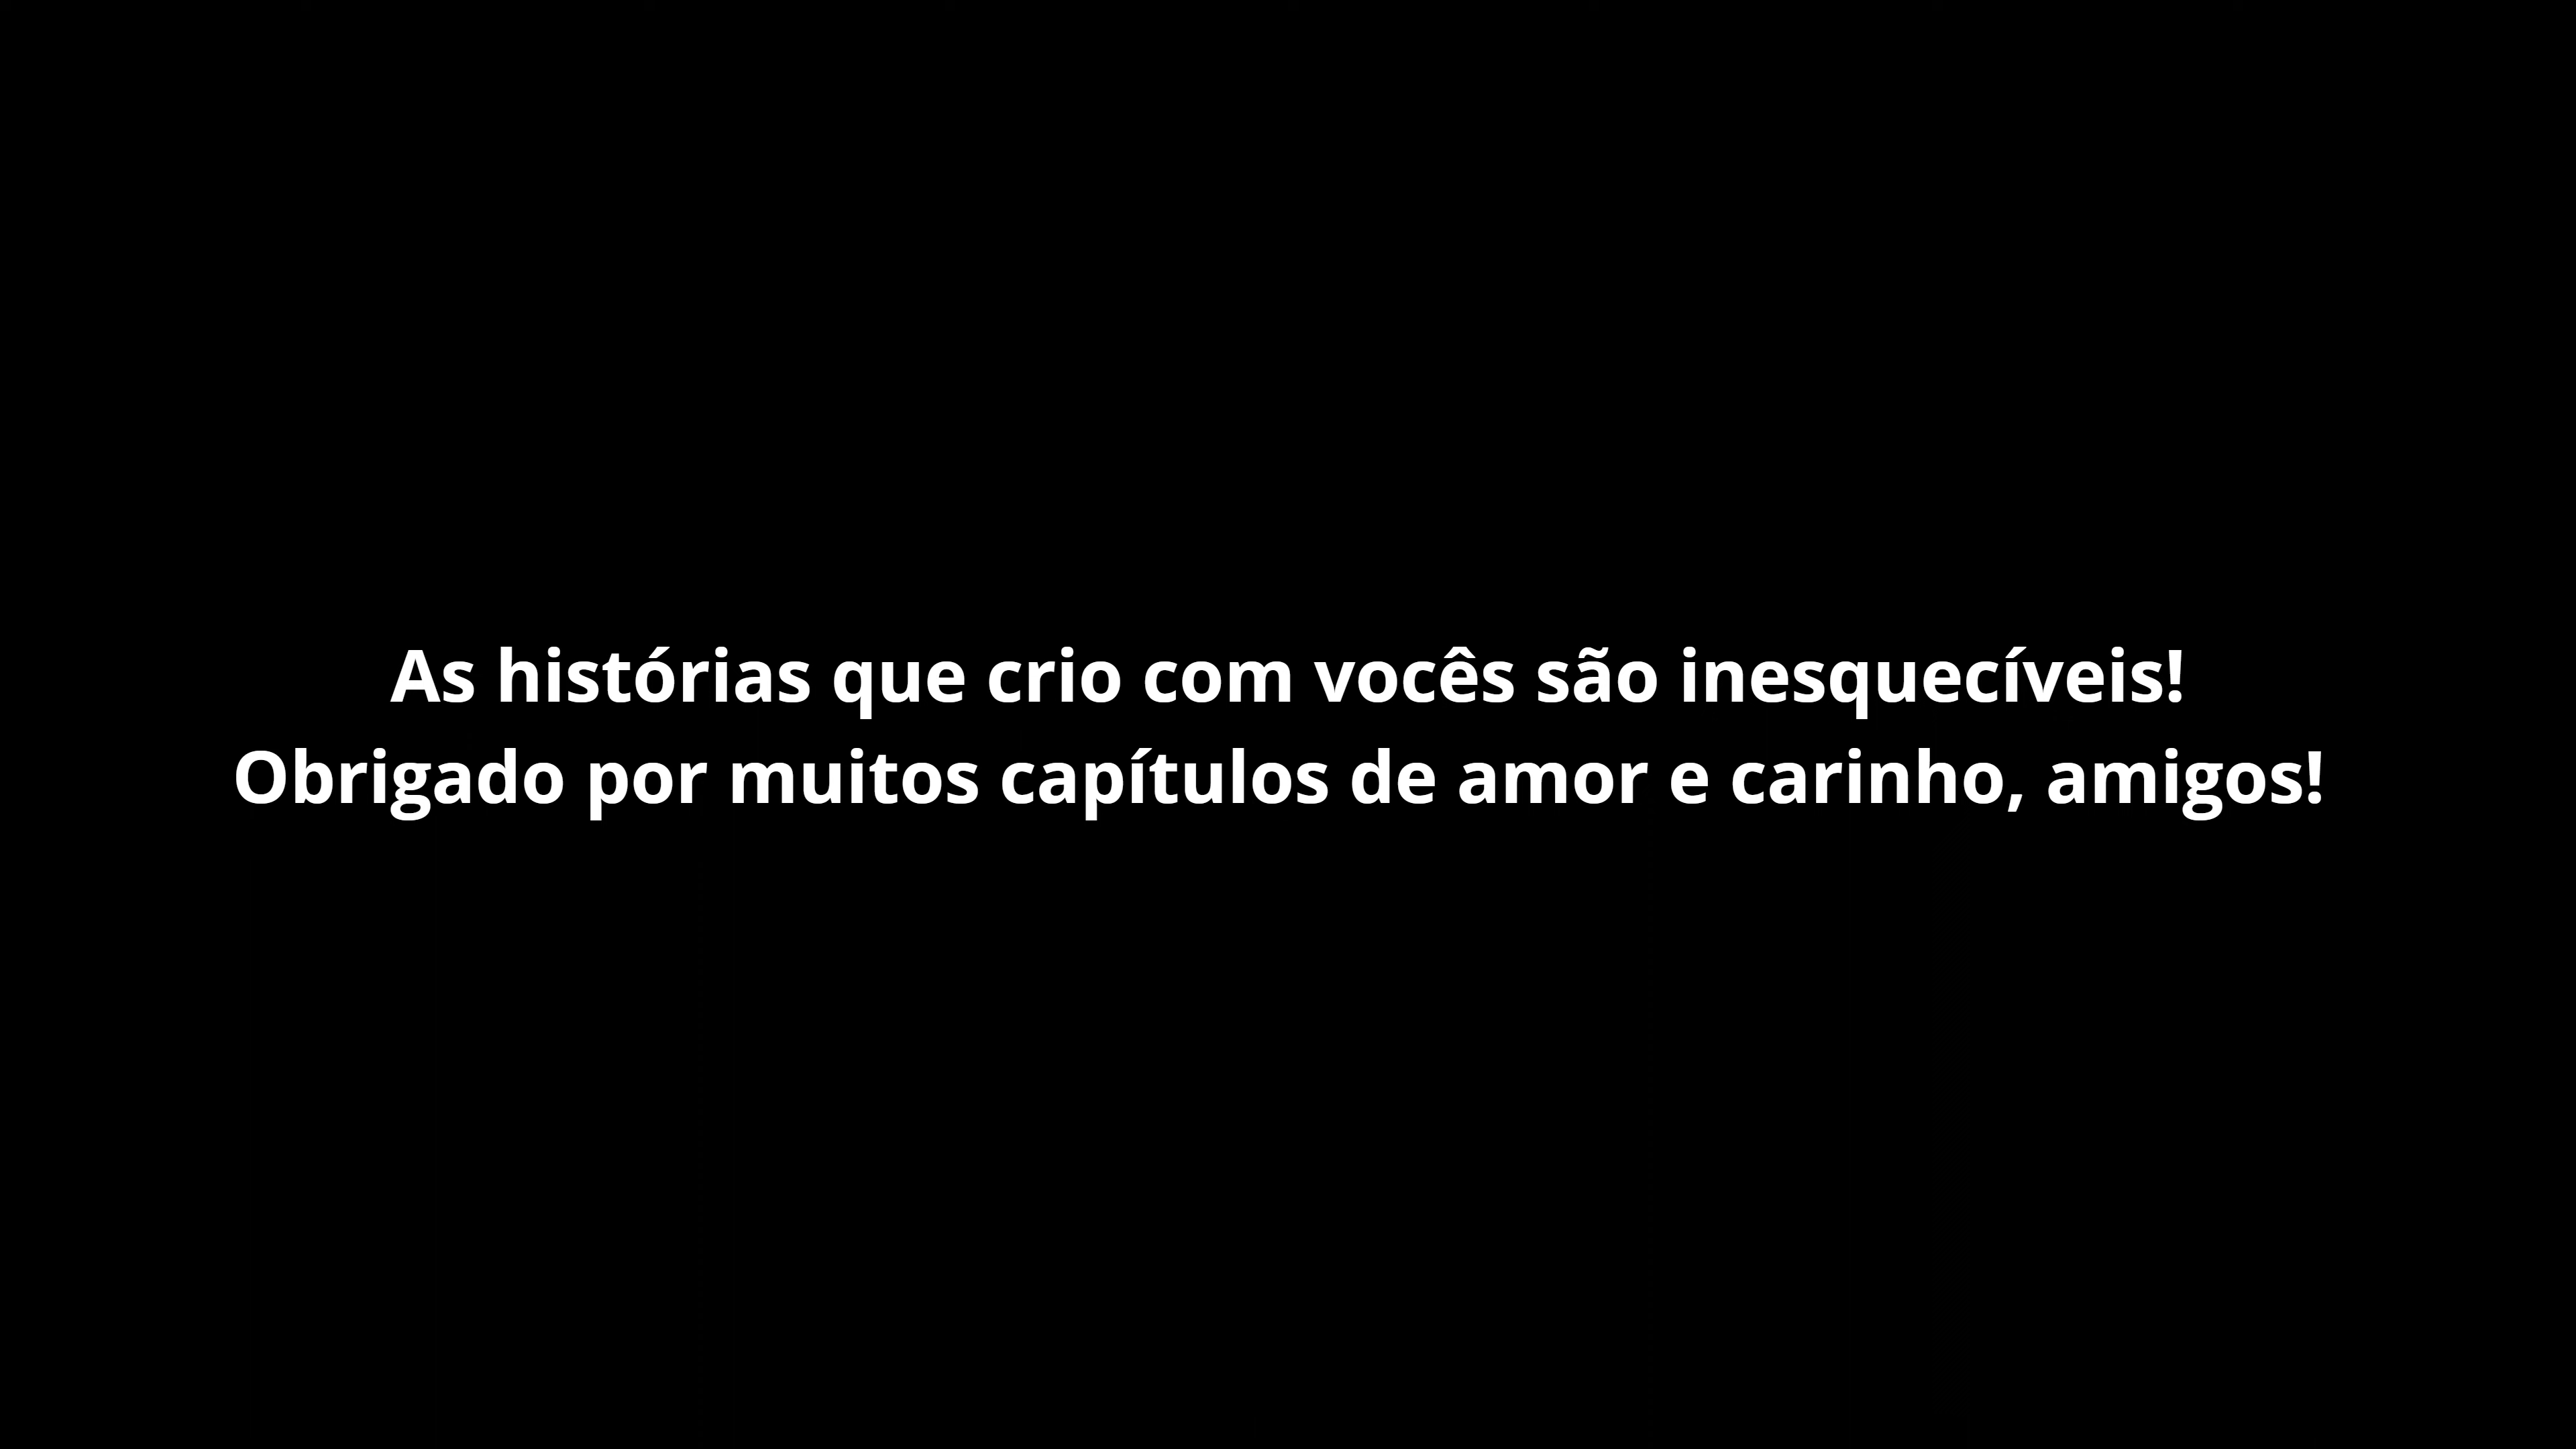 As histórias que crio com vocês são inesquecíveis!
Obrigado por muitos capítulos de amor e carinho, amigos!